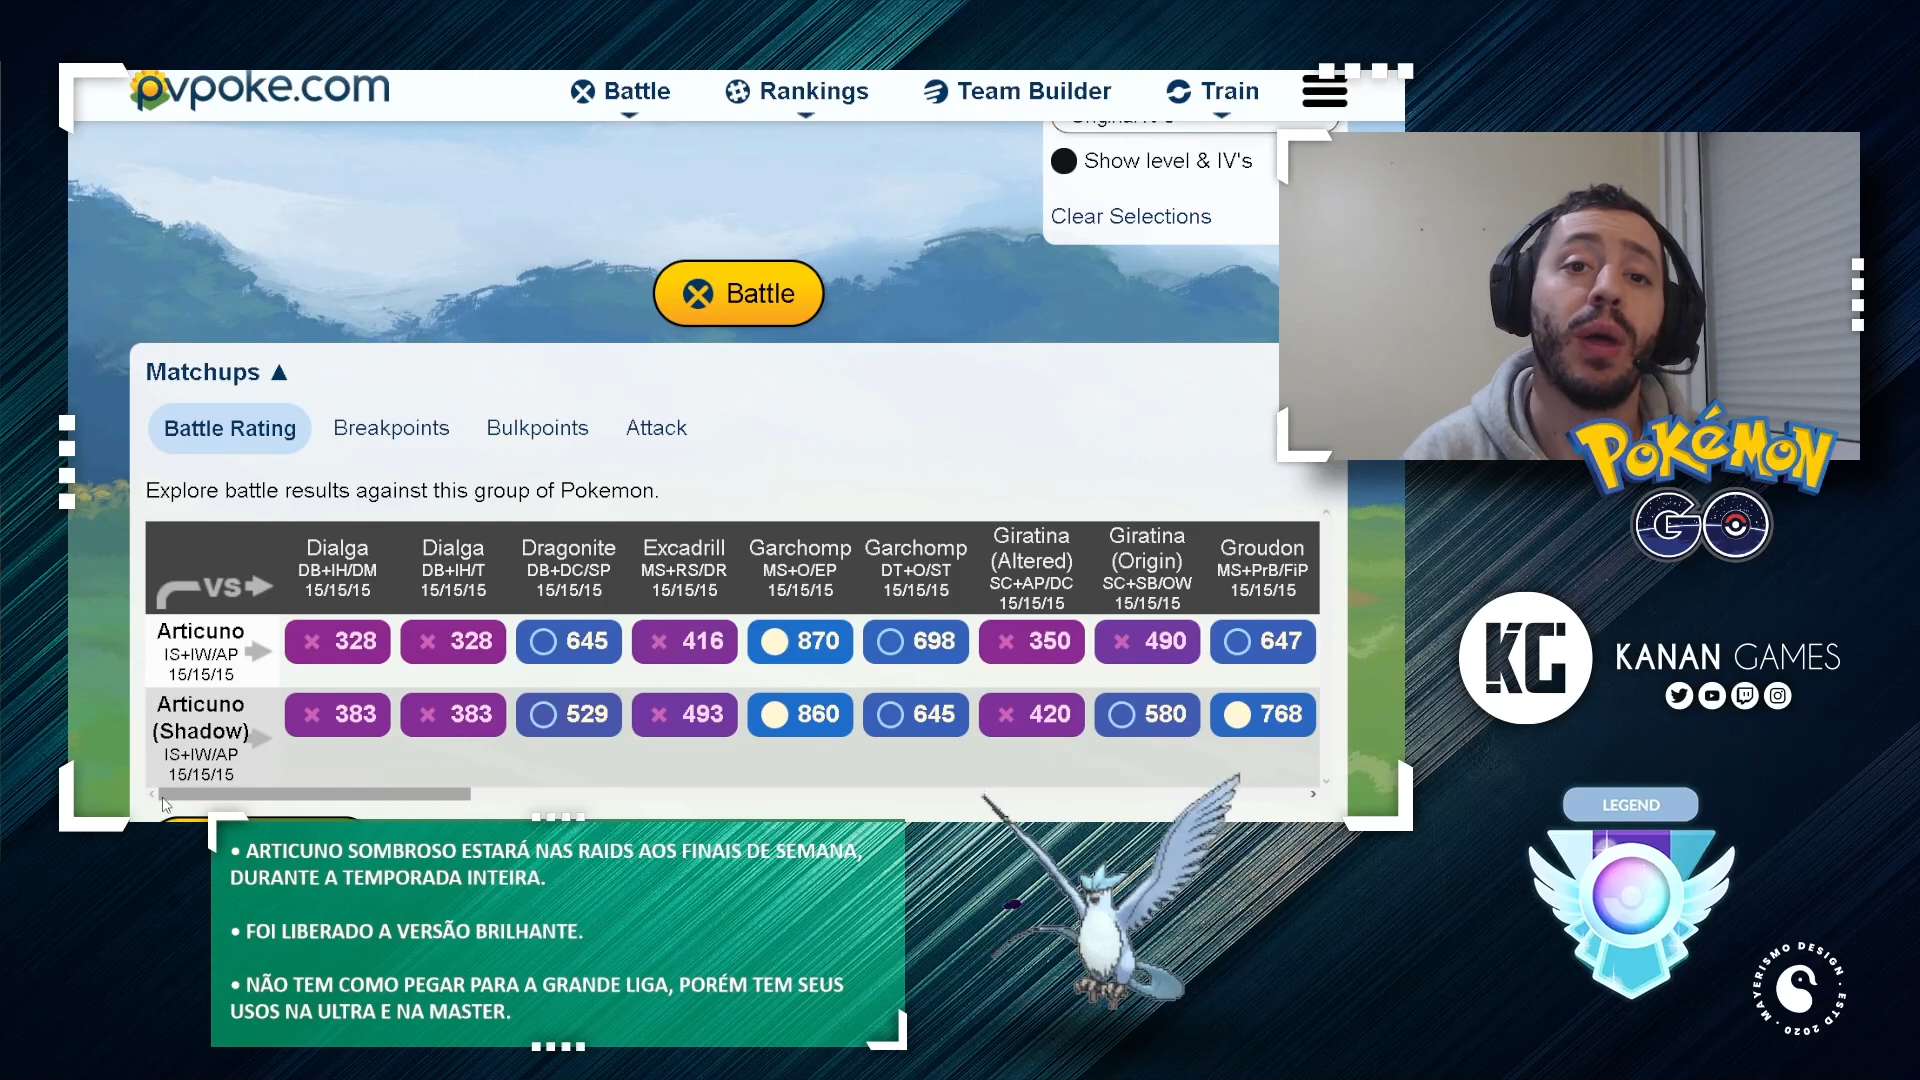 pvpoke.com
Battle
Rankings
Team Builder
Train
Show level & IV's
Clear Selections
Battle
Matchups ▲
Battle Rating
Breakpoints
Bulkpoints
Attack
Explore battle results against this group of Pokemon.
VS
Dialga
DB+IH/DM
15/15/15
Dialga
DB+IH/T
15/15/15
Dragonite
DB+DC/SP
15/15/15
Excadrill
MS+RS/DR
15/15/15
Garchomp
MS+O/EP
15/15/15
Garchomp
DT+O/ST
15/15/15
Giratina
(Altered)
SC+AP/DC
15/15/15
Giratina
(Origin)
SC+SB/OW
15/15/15
Groudon
MS+PrB/FiP
15/15/15
Articuno
IS+IW/AP
15/15/15
328
328
645
416
870
698
350
490
647
Articuno
(Shadow)
IS+IW/AP
15/15/15
383
383
529
493
860
645
420
580
768
• ARTICUNO SOMBROSO ESTARÁ NAS RAIDS AOS FINAIS DE SEMANA,
DURANTE A TEMPORADA INTEIRA.
• FOI LIBERADO A VERSÃO BRILHANTE.
• NÃO TEM COMO PEGAR PARA A GRANDE LIGA, PORÉM TEM SEUS
USOS NA ULTRA E NA MASTER.
POKÉMON
GO
KG
KANAN GAMES
LEGEND
MAYERISMO DESIGN · ESTD 2020 ·